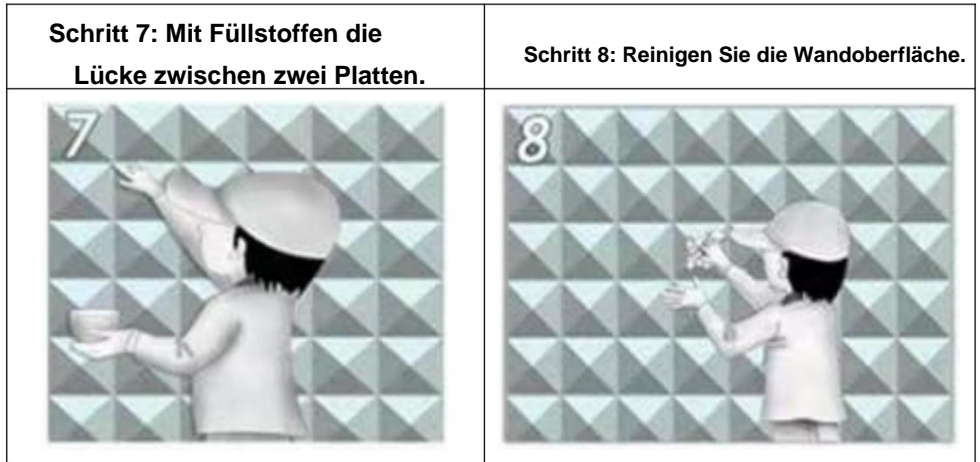 Schritt 7: Mit Füllstoffen die
Lücke zwischen zwei Platten.
Schritt 8: Reinigen Sie die Wandoberfläche.
7
8